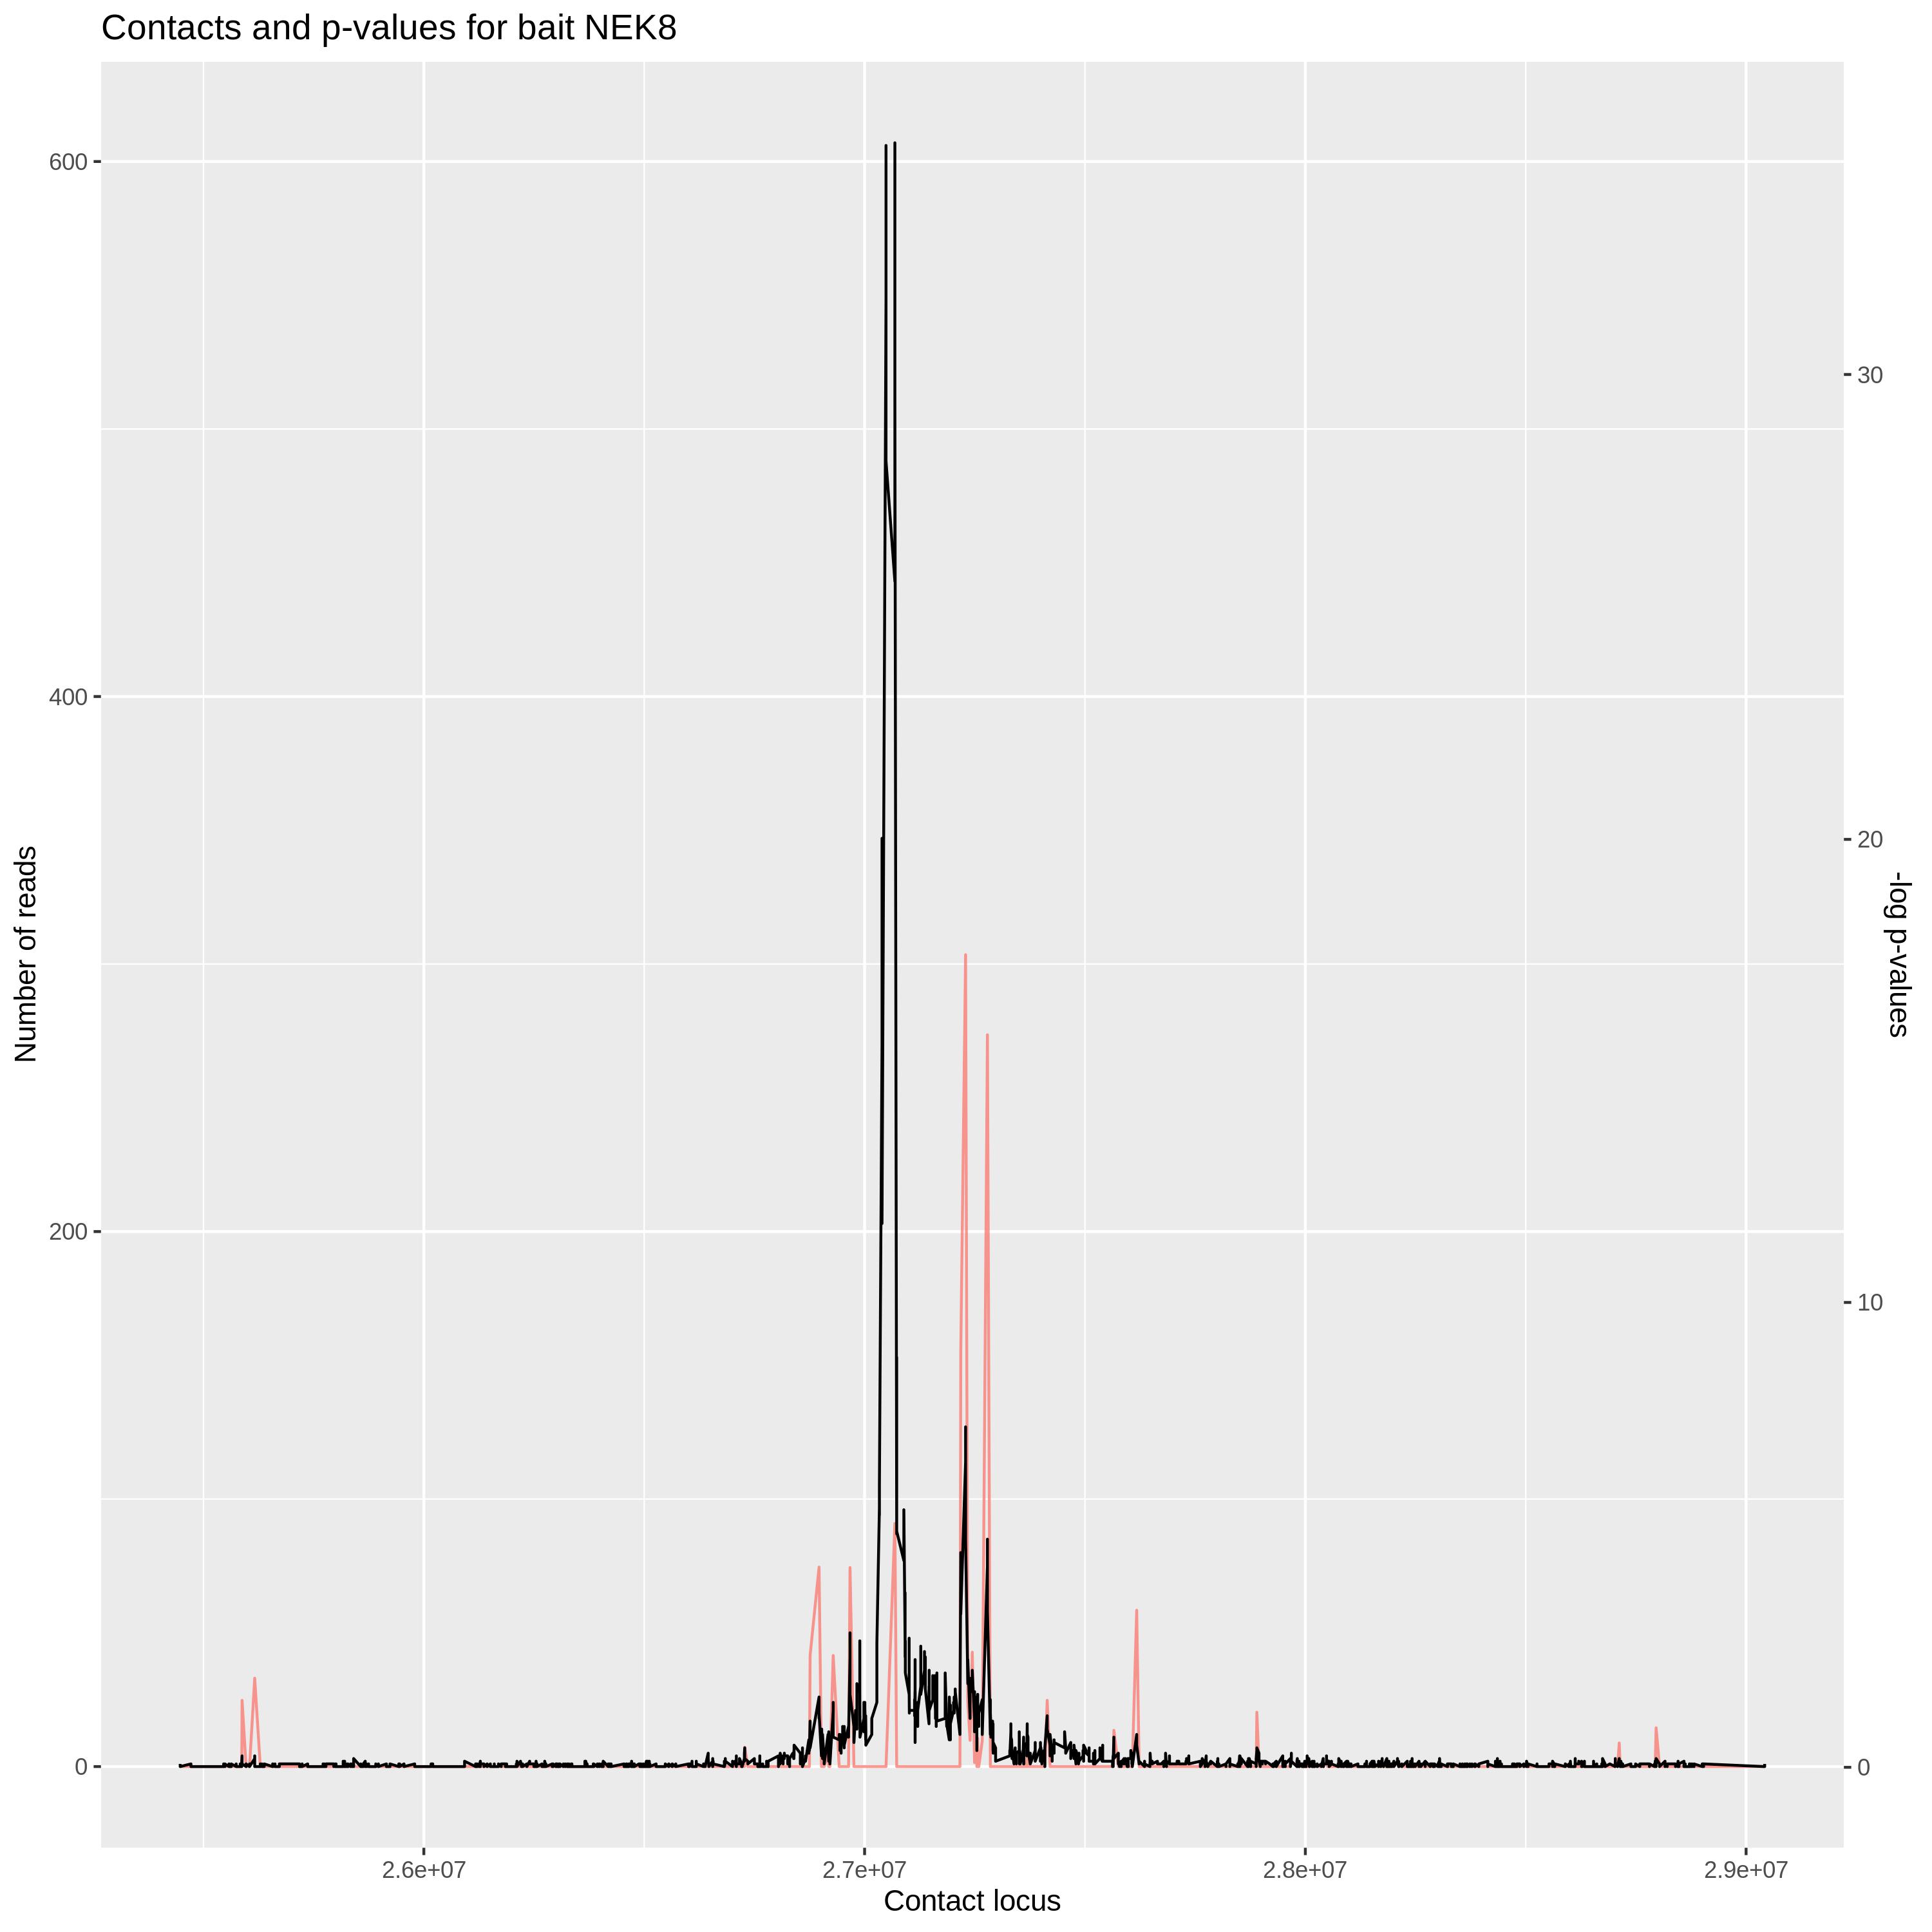 Contacts and p-values for bait NEK8
600
400
200
0
Number of reads
30
20
10
0
-log p-values
2.6e+07
2.7e+07
2.8e+07
2.9e+07
Contact locus